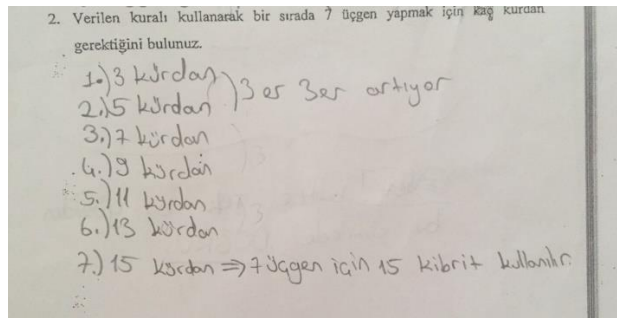 2. Verilen kuralı kullanarak bir sırada 7 üçgen yapmak için kaç kürdan
gerektiğini bulunuz.
1.) 3 kürdan
2.) 5 kürdan ) 3 er 3er artıyor
3.) 7 kürdan
4.) 9 kürdan
5.) 11 kürdan
6.) 13 kürdan
7.) 15 kürdan ⇒ 7 üçgen için 15 kibrit kullanılır.